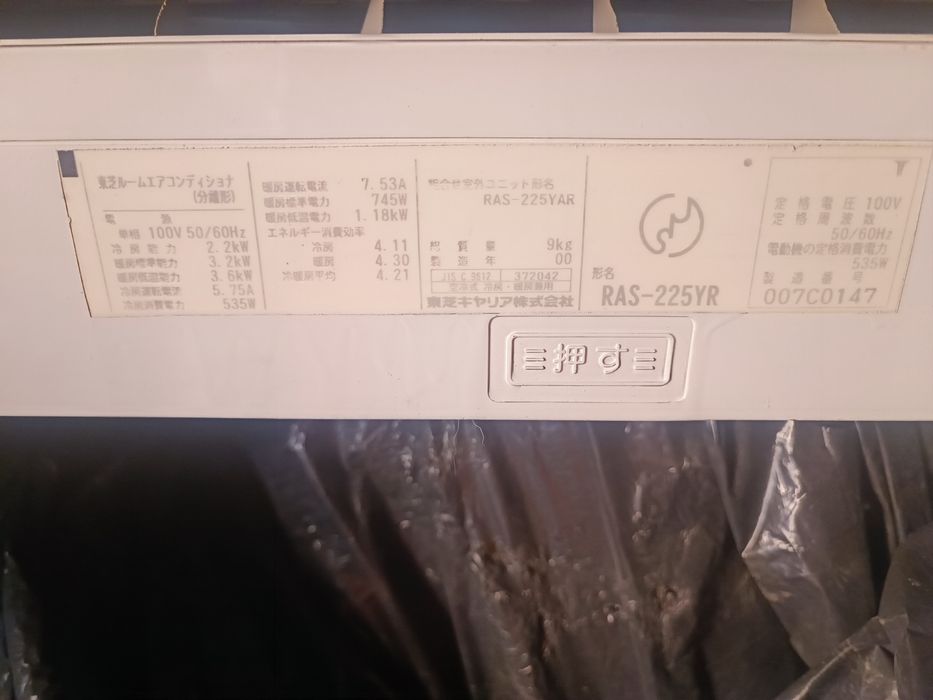 東芝ルームエアコンディショナ
(分離形)
電 源
単相 100V 50/60Hz
冷房能力 2.2kW
暖房標準能力 3.2kW
暖房低温能力 3.6kW
冷房運転電流 5.75A
冷房消費電力 535W
暖房運転電流 7.53A
暖房標準電力 745W
暖房低温電力 1.18kW
エネルギー消費効率
冷房 4.11
暖房 4.30
冷暖房平均 4.21
組合せ室外ユニット形名
RAS-225YAR
総質量 9kg
製造年 00
JIS C 9612 372042
空冷式 冷房・暖房兼用
東芝キヤリア株式会社
形名
RAS-225YR
定格電圧 100V
定格周波数
50/60Hz
電動機の定格消費電力
535W
製造番号
007C0147
押す